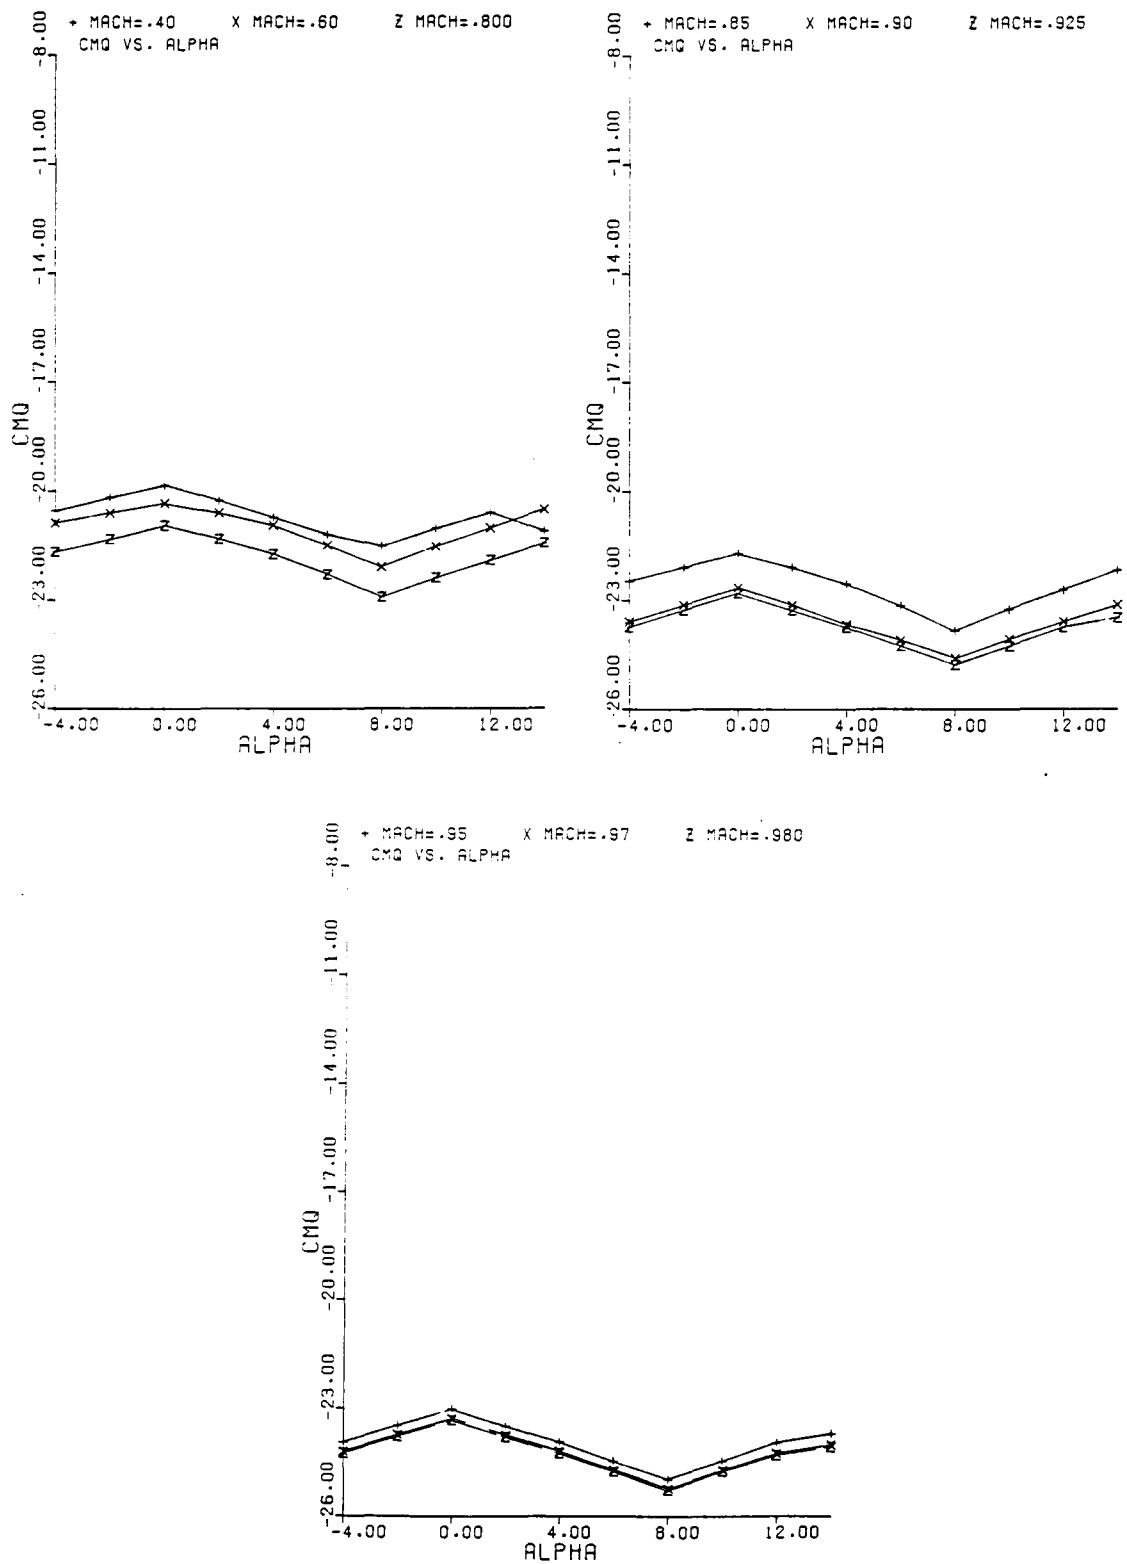 + MACH=.40 X MACH=.60 Z MACH=.800
CMQ VS. ALPHA
-8.00
-11.00
-14.00
-17.00
-20.00
-23.00
-26.00
CMQ
-4.00 0.00 4.00 8.00 12.00
ALPHA
+ MACH=.85 X MACH=.90 Z MACH=.925
CMQ VS. ALPHA
-8.00
-11.00
-14.00
-17.00
-20.00
-23.00
-26.00
CMQ
-4.00 0.00 4.00 8.00 12.00
ALPHA
+ MACH=.95 X MACH=.97 Z MACH=.980
CMQ VS. ALPHA
-8.00
-11.00
-14.00
-17.00
-20.00
-23.00
-26.00
CMQ
-4.00 0.00 4.00 8.00 12.00
ALPHA